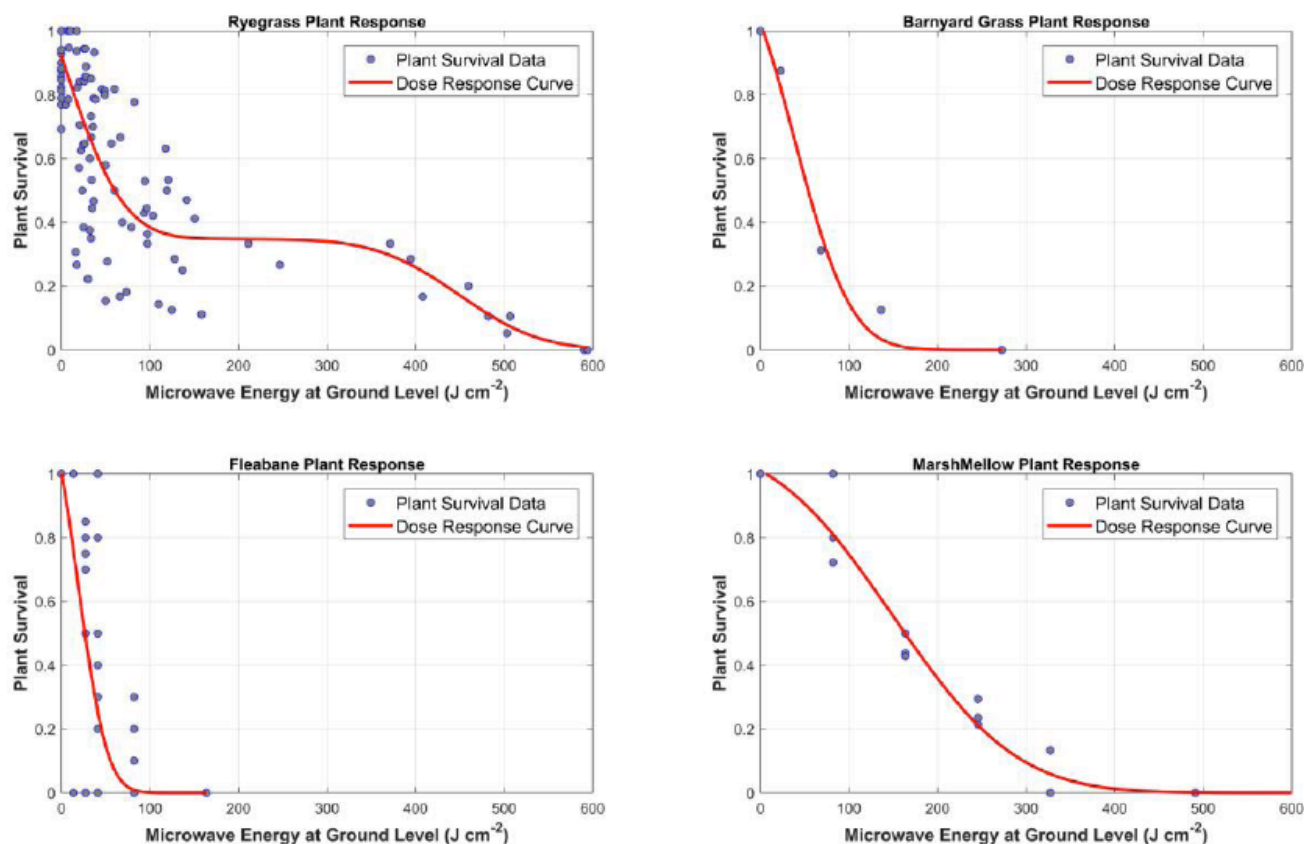 Ryegrass Plant Response
Plant Survival Data
Dose Response Curve
Plant Survival
1
0.8
0.6
0.4
0.2
0
0 100 200 300 400 500 600
Microwave Energy at Ground Level (J cm-2)
Barnyard Grass Plant Response
Plant Survival Data
Dose Response Curve
Plant Survival
1
0.8
0.6
0.4
0.2
0
0 100 200 300 400 500 600
Microwave Energy at Ground Level (J cm-2)
Fleabane Plant Response
Plant Survival Data
Dose Response Curve
Plant Survival
1
0.8
0.6
0.4
0.2
0
0 100 200 300 400 500 600
Microwave Energy at Ground Level (J cm-2)
MarshMellow Plant Response
Plant Survival Data
Dose Response Curve
Plant Survival
1
0.8
0.6
0.4
0.2
0
0 100 200 300 400 500 600
Microwave Energy at Ground Level (J cm-2)